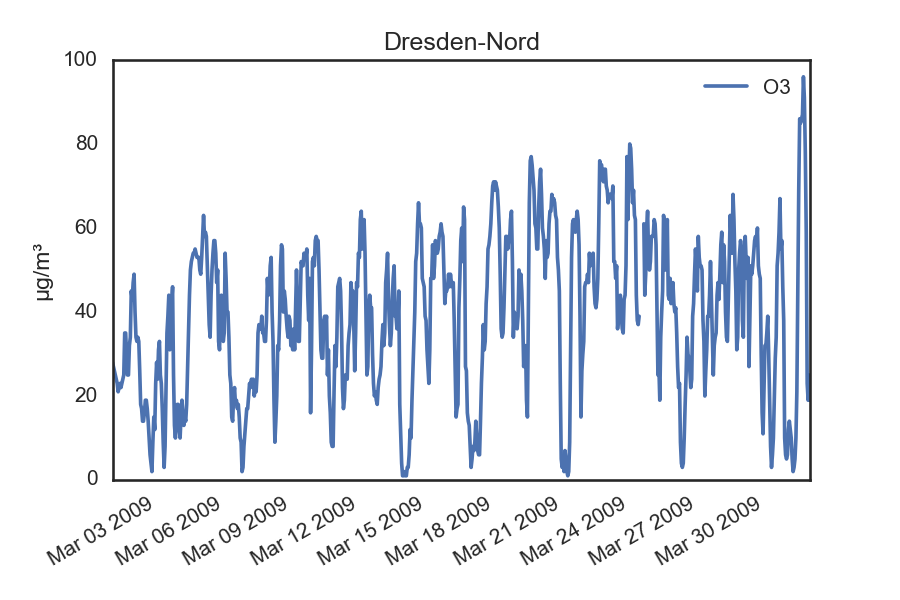 Dresden-Nord
100
80
60
40
20
0
µg/m³
O3
Mar 03 2009
Mar 06 2009
Mar 09 2009
Mar 12 2009
Mar 15 2009
Mar 18 2009
Mar 21 2009
Mar 24 2009
Mar 27 2009
Mar 30 2009